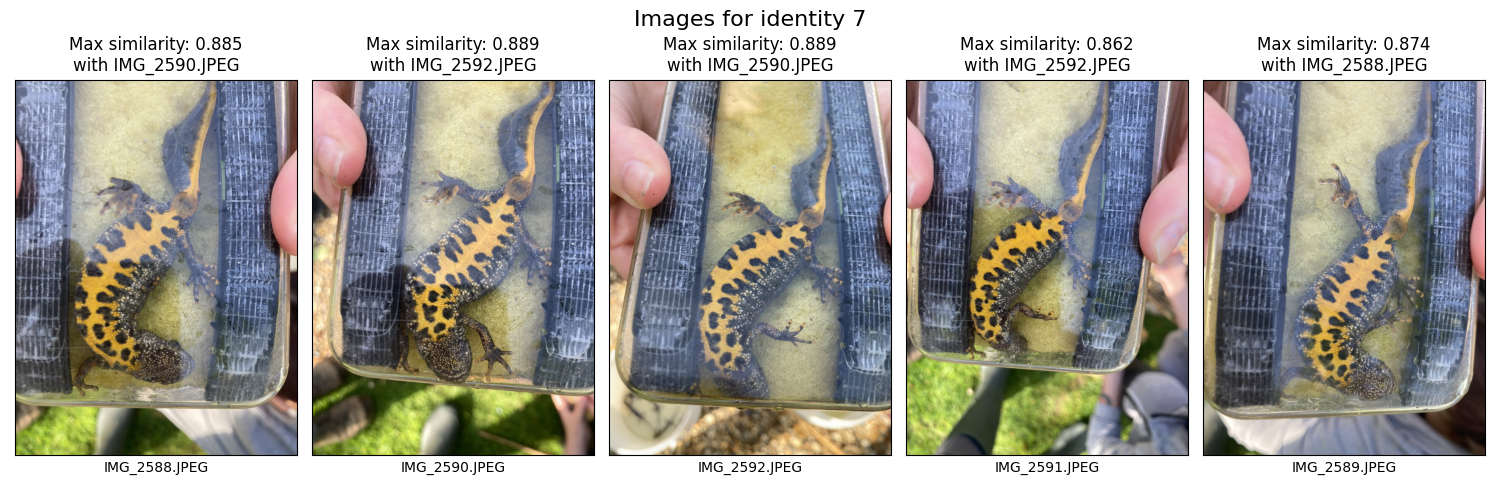 Images for identity 7
Max similarity: 0.885
with IMG_2590.JPEG
Max similarity: 0.889
with IMG_2592.JPEG
Max similarity: 0.889
with IMG_2590.JPEG
Max similarity: 0.862
with IMG_2592.JPEG
Max similarity: 0.874
with IMG_2588.JPEG
IMG_2588.JPEG
IMG_2590.JPEG
IMG_2592.JPEG
IMG_2591.JPEG
IMG_2589.JPEG